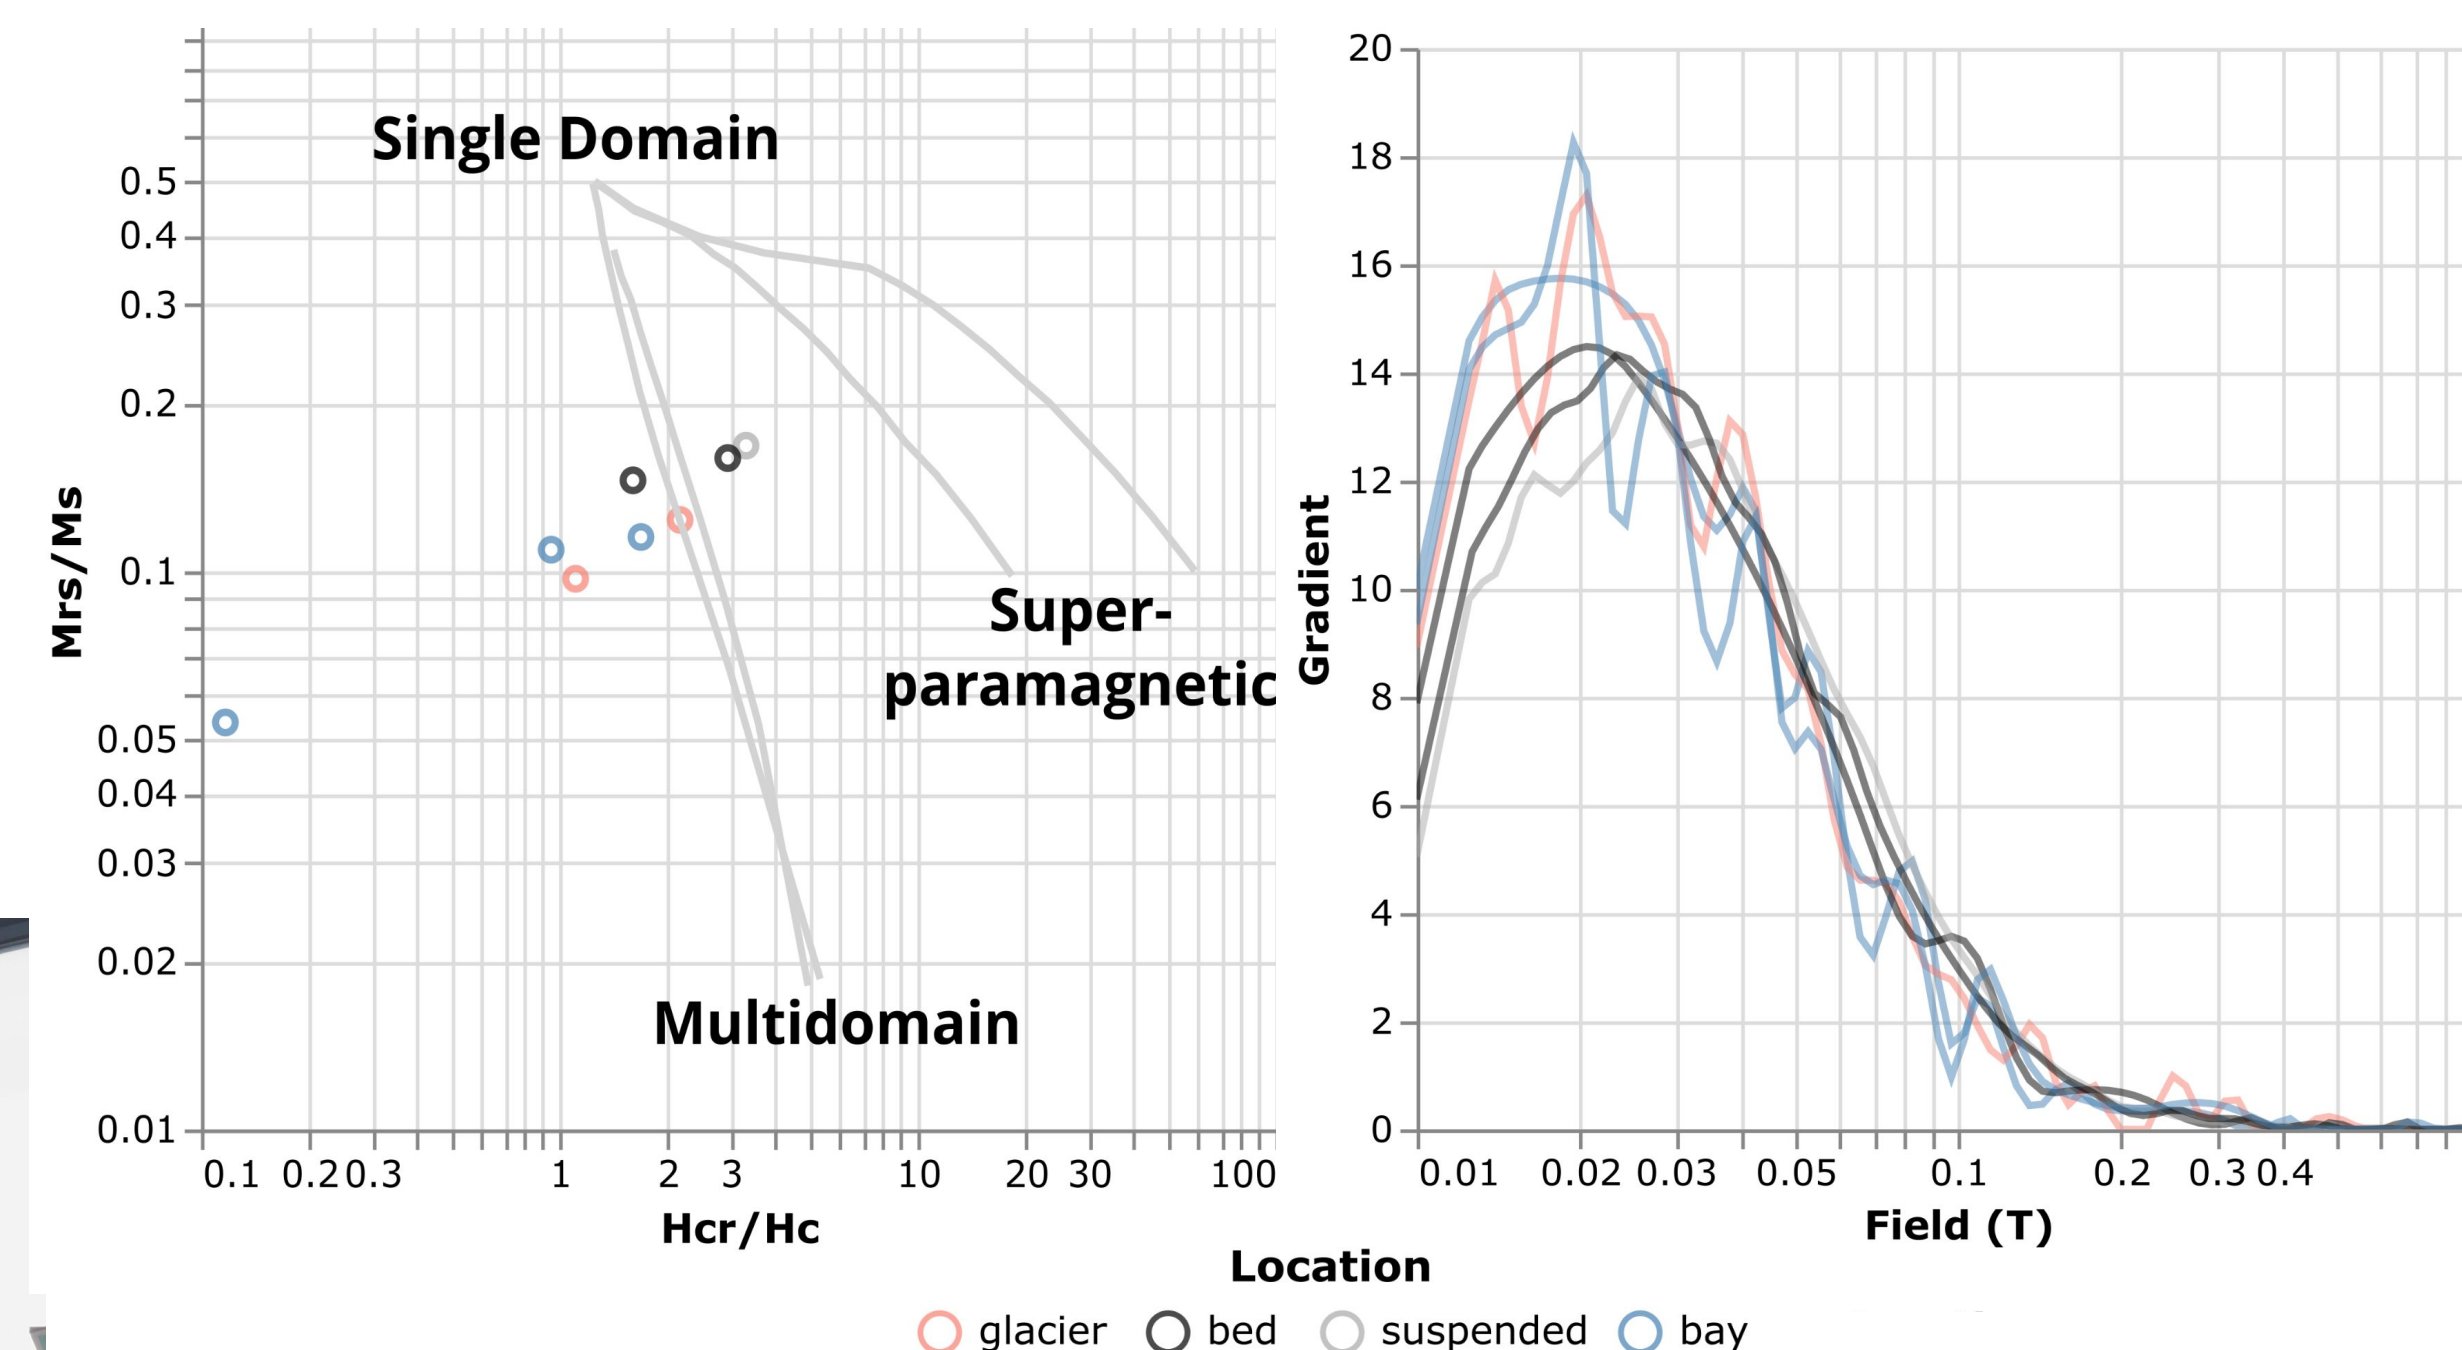 Single Domain
Super-
paramagnetic
Multidomain
Mrs/Ms
0.5
0.4
0.3
0.2
0.1
0.05
0.04
0.03
0.02
0.01
0.1 0.2 0.3 1 2 3 10 20 30 100
Hcr/Hc
Gradient
20
18
16
14
12
10
8
6
4
2
0
0.01 0.02 0.03 0.05 0.1 0.2 0.3 0.4
Field (T)
Location
glacier bed suspended bay